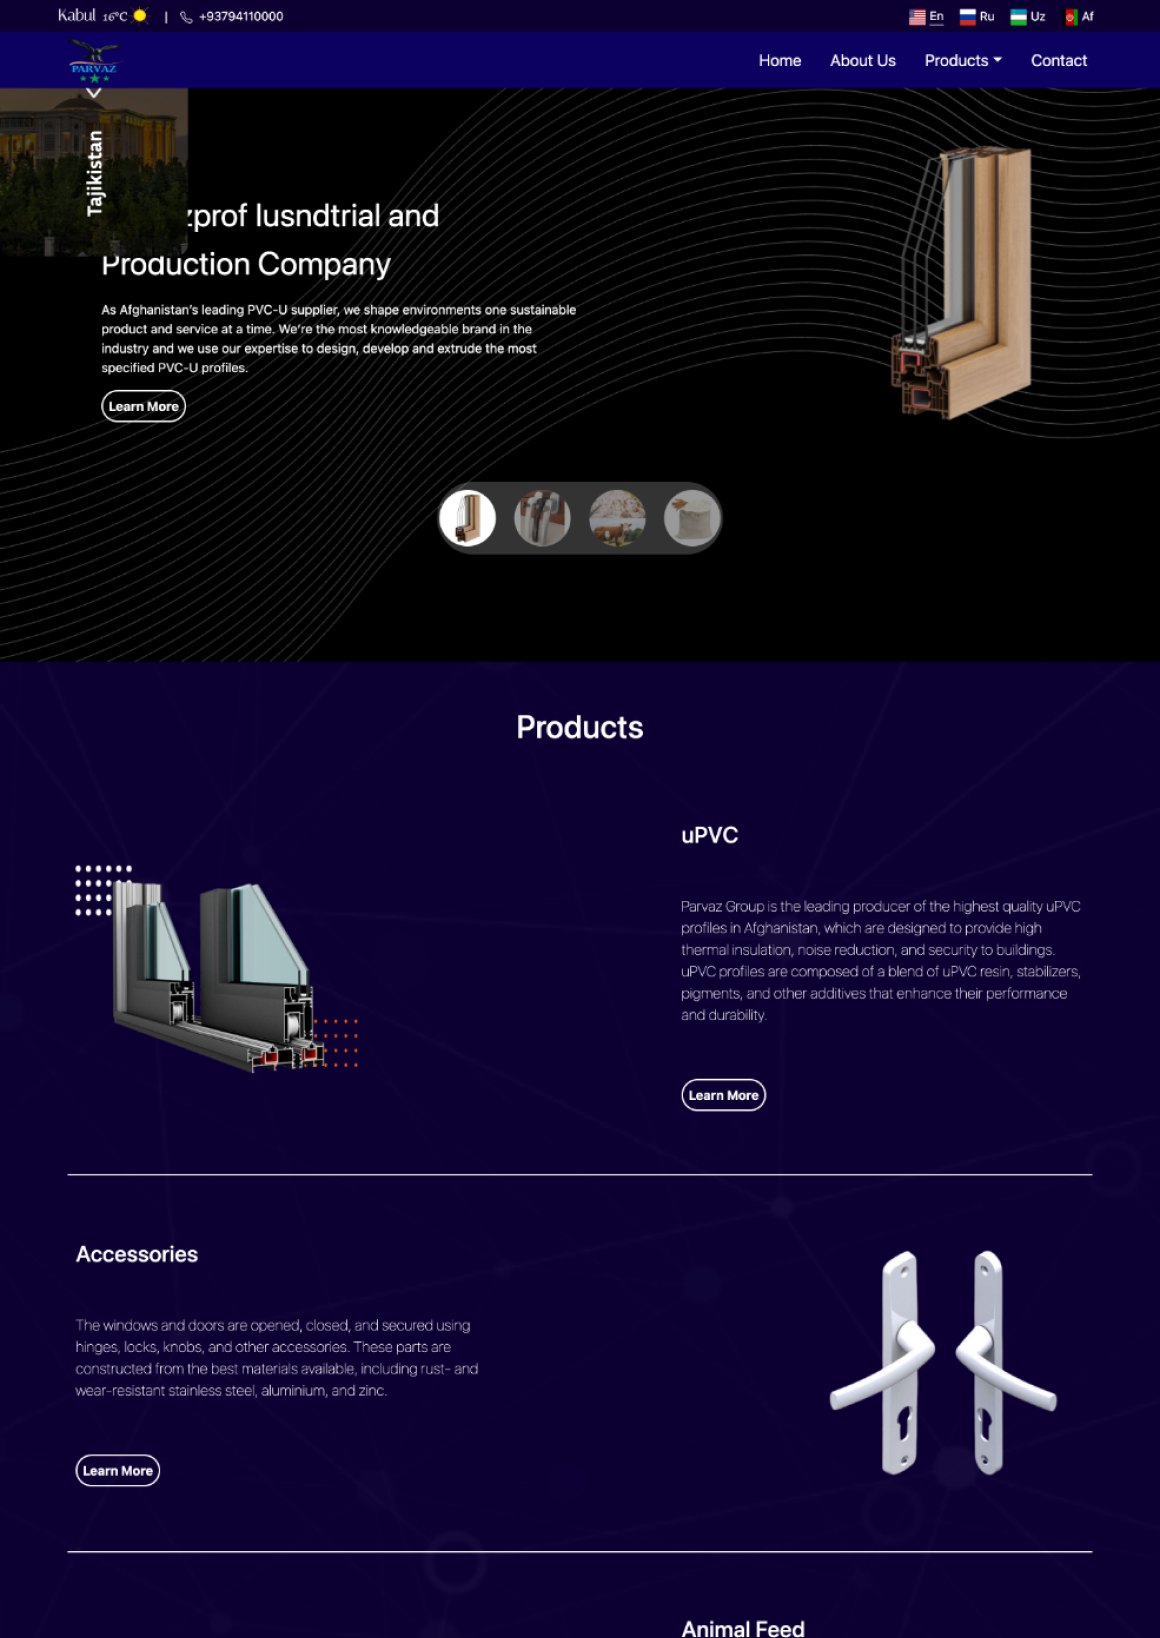 Kabul 16°C | +93794110000
En Ru Uz Af
PARVAZ
Home About Us Products Contact
Tajikistan
zprof lusndtrial and
Production Company
As Afghanistan's leading PVC-U supplier, we shape environments one sustainable
product and service at a time. We're the most knowledgeable brand in the
industry and we use our expertise to design, develop and extrude the most
specified PVC-U profiles.
Learn More
Products
uPVC
Parvaz Group is the leading producer of the highest quality uPVC
profiles in Afghanistan, which are designed to provide high
thermal insulation, noise reduction, and security to buildings.
uPVC profiles are composed of a blend of uPVC resin, stabilizers,
pigments, and other additives that enhance their performance
and durability.
Learn More
Accessories
The windows and doors are opened, closed, and secured using
hinges, locks, knobs, and other accessories. These parts are
constructed from the best materials available, including rust- and
wear-resistant stainless steel, aluminium, and zinc.
Learn More
Animal Feed